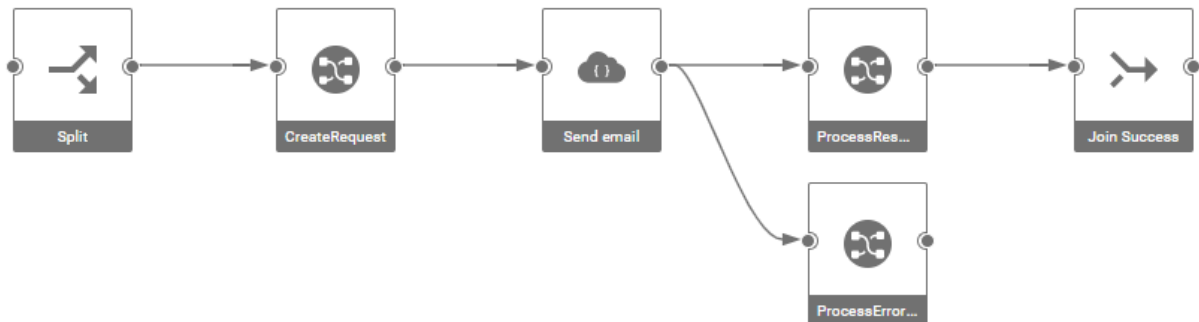 Split
CreateRequest
{ }
Send email
ProcessRes...
Join Success
ProcessError...